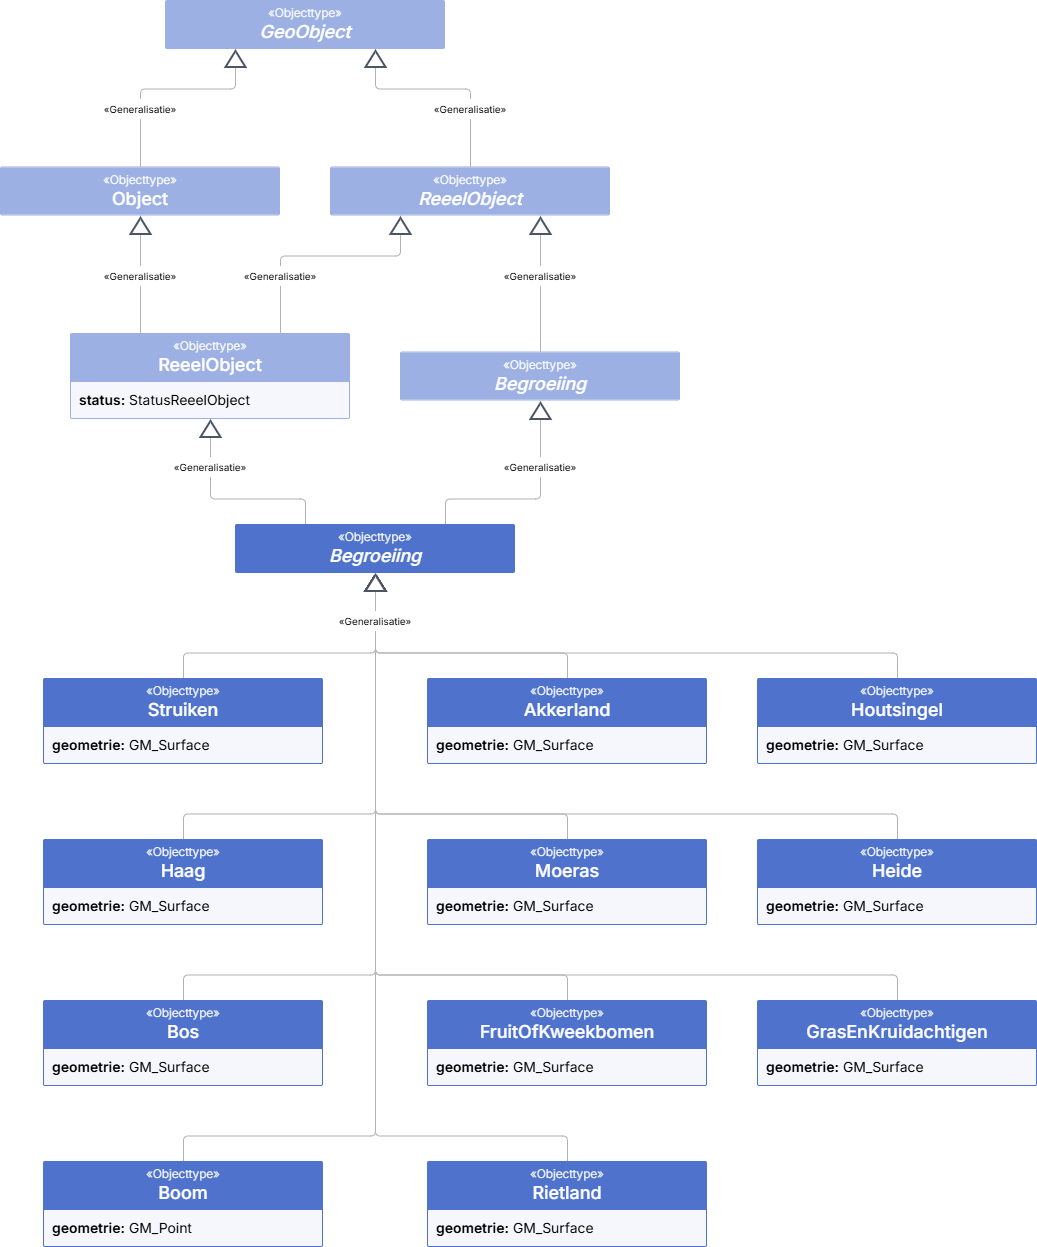 «Objecttype»
GeoObject
«Generalisatie»
«Generalisatie»
«Objecttype»
Object
«Objecttype»
ReeelObject
«Generalisatie»
«Generalisatie»
«Generalisatie»
«Objecttype»
ReeelObject
status: StatusReeelObject
«Objecttype»
Begroeiing
«Generalisatie»
«Generalisatie»
«Objecttype»
Begroeiing
«Generalisatie»
«Objecttype»
Struiken
geometrie: GM_Surface
«Objecttype»
Akkerland
geometrie: GM_Surface
«Objecttype»
Houtsingel
geometrie: GM_Surface
«Objecttype»
Haag
geometrie: GM_Surface
«Objecttype»
Moeras
geometrie: GM_Surface
«Objecttype»
Heide
geometrie: GM_Surface
«Objecttype»
Bos
geometrie: GM_Surface
«Objecttype»
FruitOfKweekbomen
geometrie: GM_Surface
«Objecttype»
GrasEnKruidachtigen
geometrie: GM_Surface
«Objecttype»
Boom
geometrie: GM_Point
«Objecttype»
Rietland
geometrie: GM_Surface